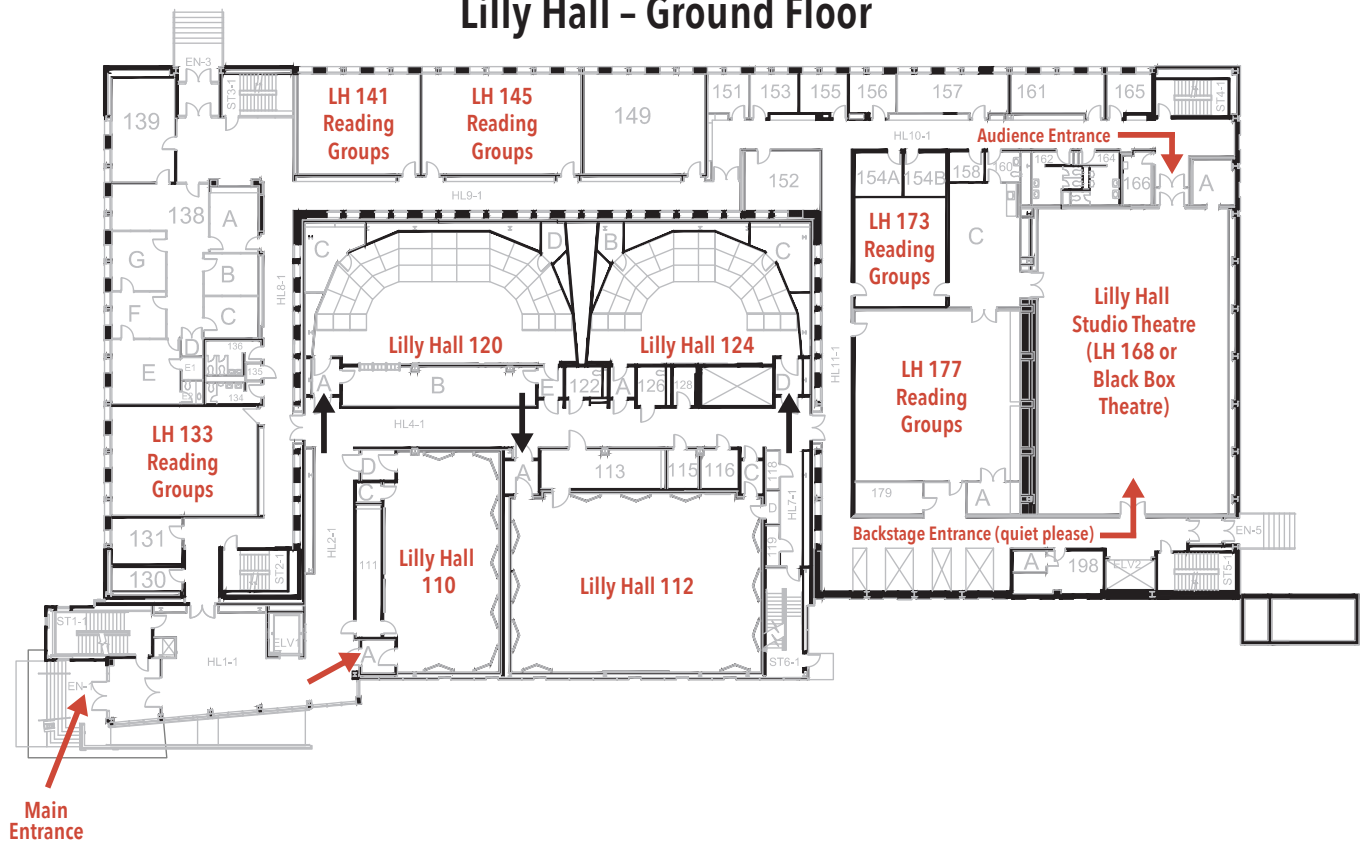 Lilly Hall – Ground Floor
EN-3
ST3-1
139
LH 141
Reading
Groups
LH 145
Reading
Groups
149
151
153
155
156
157
161
165
ST4-1
HL10-1
Audience Entrance
152
154A
154B
158
160
162
164
166
A
HL9-1
138
A
G
B
F
C
D
E
E1
E2
136
135
134
HL8-1
C
D
B
C
Lilly Hall 120
Lilly Hall 124
A
B
E
122
A
126
128
D
HL11-1
LH 173
Reading
Groups
C
LH 177
Reading
Groups
Lilly Hall
Studio Theatre
(LH 168 or
Black Box
Theatre)
LH 133
Reading
Groups
HL4-1
D
C
A
113
115
116
C
118
D
119
HL7-1
179
A
Backstage Entrance (quiet please)
EN-5
131
130
ST2-1
HL2-1
111
Lilly Hall
110
Lilly Hall 112
A
198
ELV2
ST5-1
ST1-1
HL1-1
ELV1
A
ST6-1
EN-
Main
Entrance